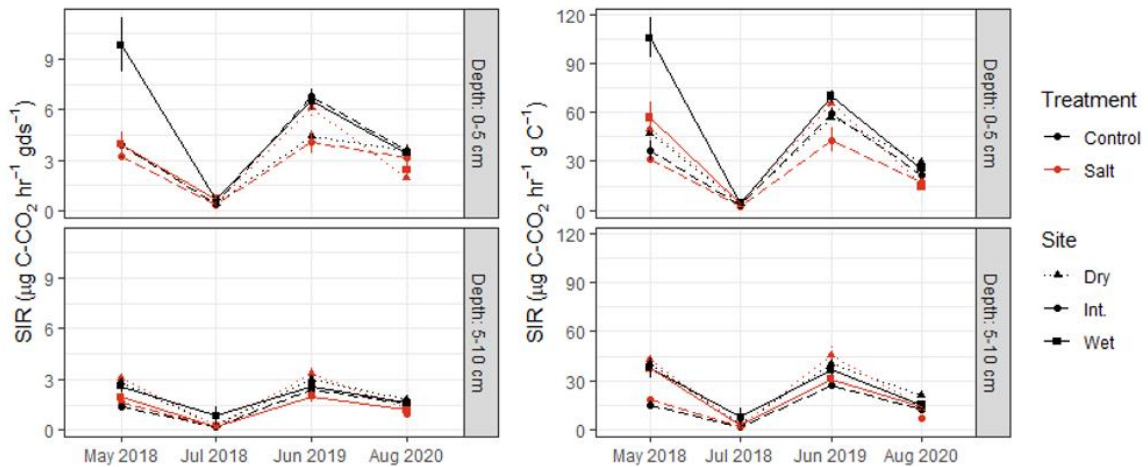 SIR (µg C-CO₂ hr⁻¹ gds⁻¹)
9
6
3
0
Depth: 0-5 cm
9
6
3
0
Depth: 5-10 cm
May 2018 Jul 2018 Jun 2019 Aug 2020
SIR (µg C-CO₂ hr⁻¹ g C⁻¹)
120
90
60
30
0
Depth: 0-5 cm
120
90
60
30
0
Depth: 5-10 cm
May 2018 Jul 2018 Jun 2019 Aug 2020
Treatment
Control
Salt
Site
Dry
Int.
Wet